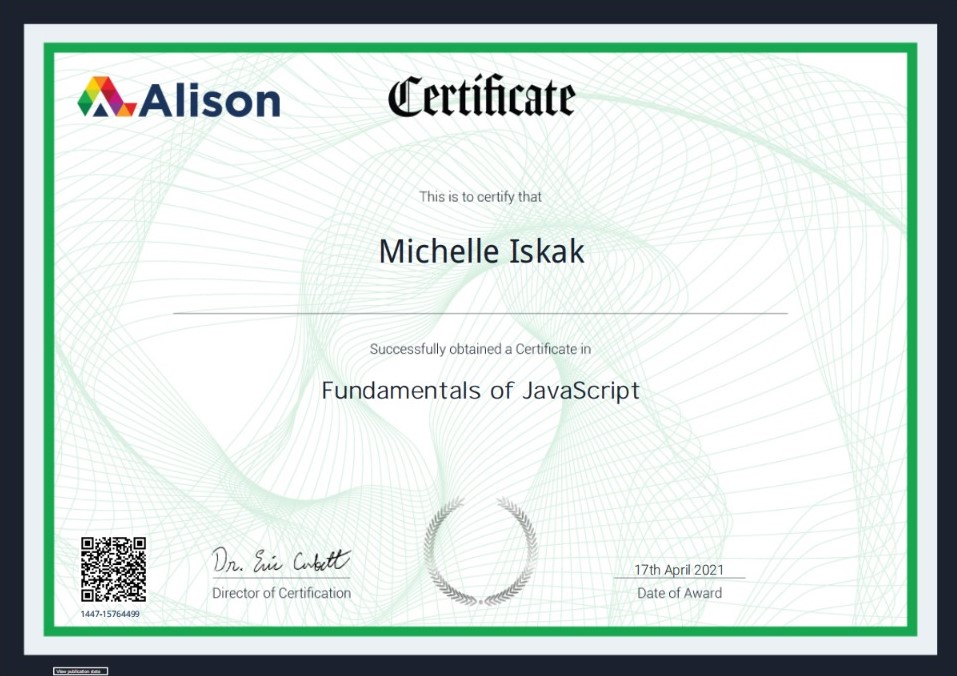 Alison
Certificate
This is to certify that
Michelle Iskak
Successfully obtained a Certificate in
Fundamentals of JavaScript
Dr. Eric Corbett
Director of Certification
17th April 2021
Date of Award
1447-15764499
View publication stats